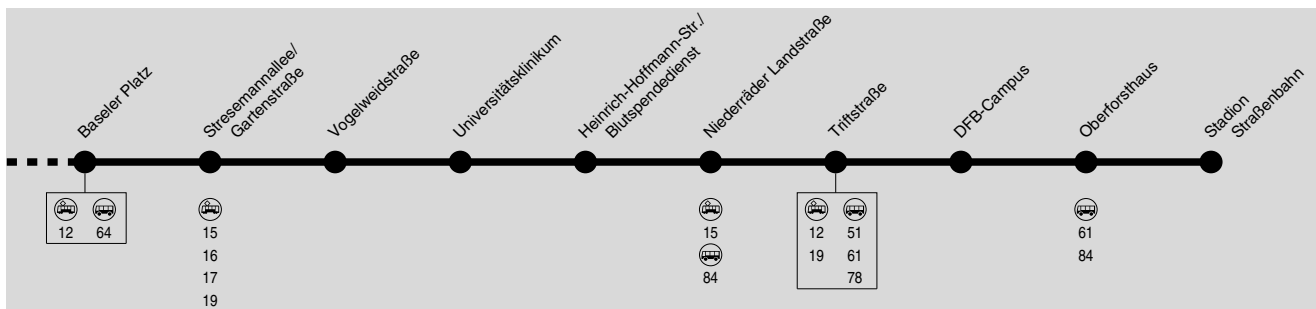 Baseler Platz
Stresemannallee/
Gartenstraße
Vogelweidstraße
Universitätsklinikum
Heinrich-Hoffmann-Str./
Blutspendedienst
Niederräder Landstraße
Triftstraße
DFB-Campus
Oberforsthaus
Stadion
Straßenbahn
12 64
15
16
17
19
15
84
12 51
19 61
78
61
84